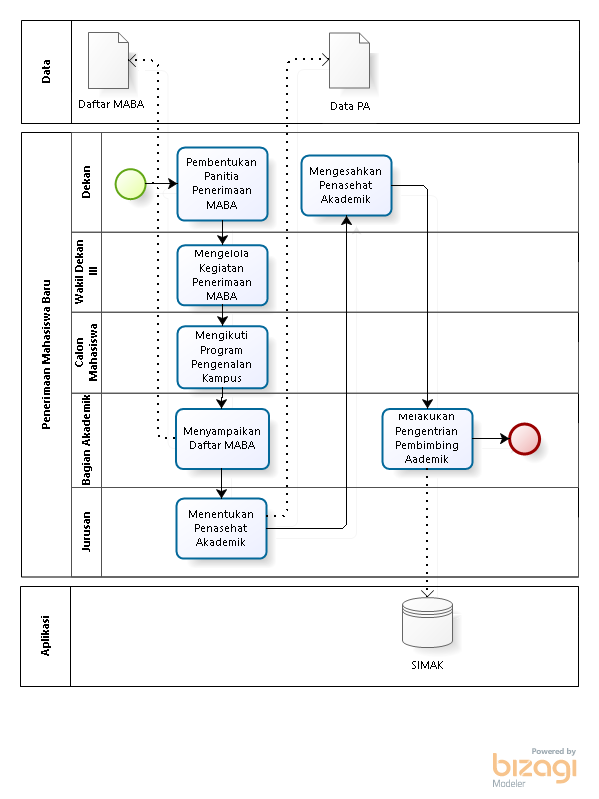 Data
Daftar MABA
Data PA
Penerimaan Mahasiswa Baru
Dekan
Pembentukan
Panitia
Penerimaan
MABA
Mengesahkan
Penasehat
Akademik
Wakil Dekan
III
Mengelola
Kegiatan
Penerimaan
MABA
Calon
Mahasiswa
Mengikuti
Program
Pengenalan
Kampus
Bagian Akademik
Menyampaikan
Daftar MABA
Melakukan
Pengentrian
Pembimbing
Aademik
Jurusan
Menentukan
Penasehat
Akademik
Aplikasi
SIMAK
Powered by
bizagi
Modeler